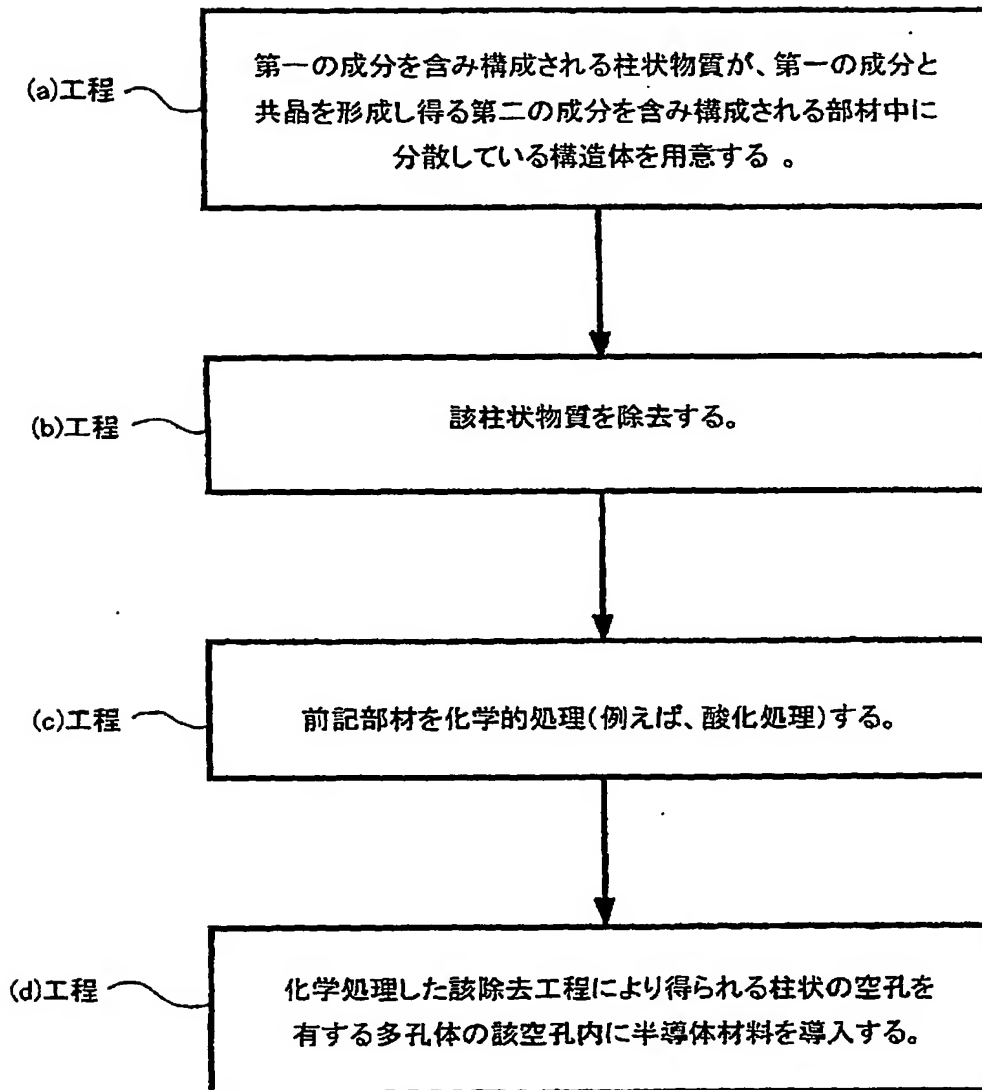 (a)工程
第一の成分を含み構成される柱状物質が、第一の成分と
共晶を形成し得る第二の成分を含み構成される部材中に
分散している構造体を用意する 。
(b)工程
該柱状物質を除去する。
(c)工程
前記部材を化学的処理(例えば、酸化処理)する。
(d)工程
化学処理した該除去工程により得られる柱状の空孔を
有する多孔体の該空孔内に半導体材料を導入する。